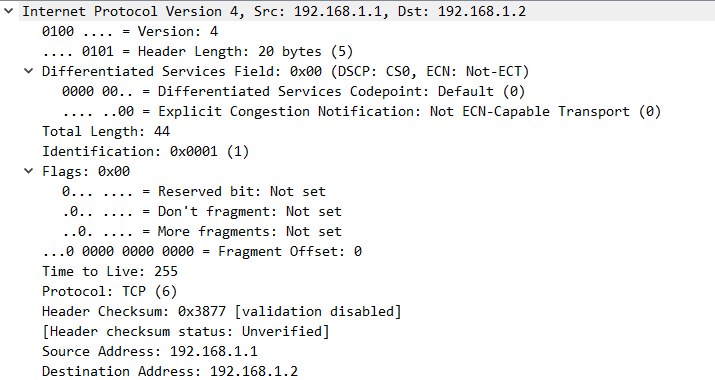 Internet Protocol Version 4, Src: 192.168.1.1, Dst: 192.168.1.2
0100 .... = Version: 4
.... 0101 = Header Length: 20 bytes (5)
Differentiated Services Field: 0x00 (DSCP: CS0, ECN: Not-ECT)
0000 00.. = Differentiated Services Codepoint: Default (0)
.... ..00 = Explicit Congestion Notification: Not ECN-Capable Transport (0)
Total Length: 44
Identification: 0x0001 (1)
Flags: 0x00
0... .... = Reserved bit: Not set
.0.. .... = Don't fragment: Not set
..0. .... = More fragments: Not set
...0 0000 0000 0000 = Fragment Offset: 0
Time to Live: 255
Protocol: TCP (6)
Header Checksum: 0x3877 [validation disabled]
[Header checksum status: Unverified]
Source Address: 192.168.1.1
Destination Address: 192.168.1.2